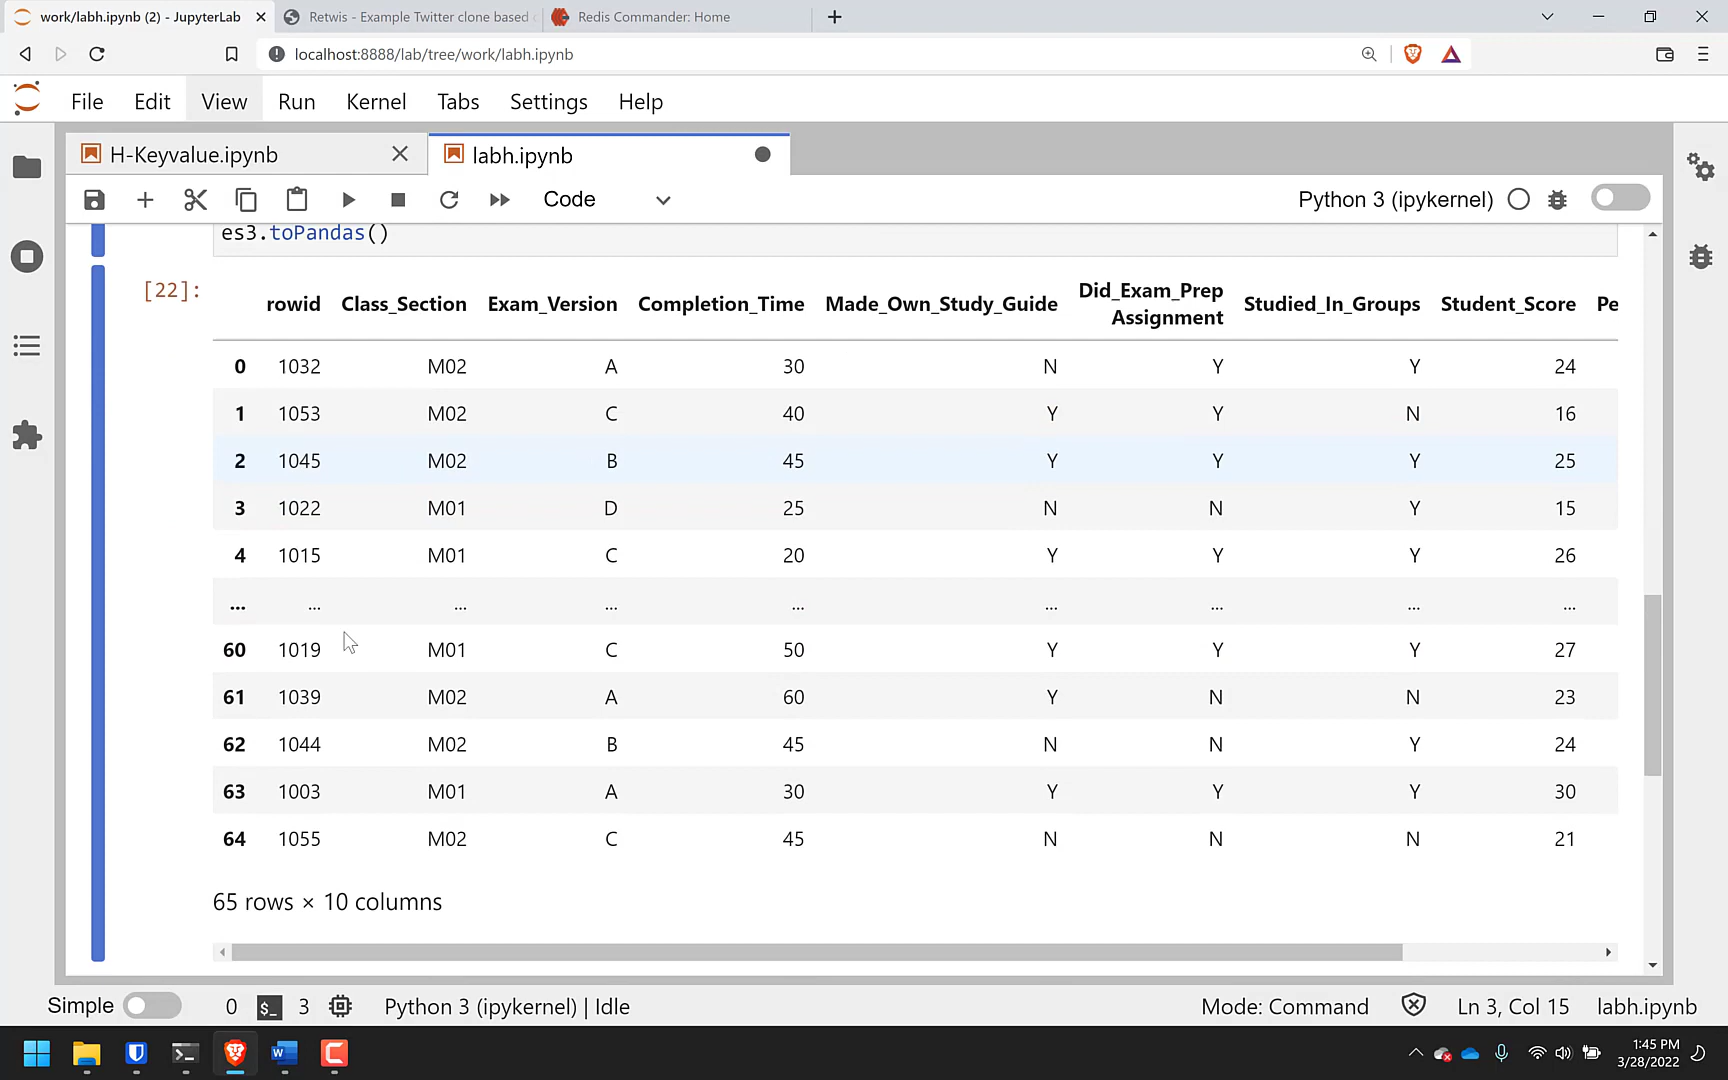 work/labh.ipynb (2) - JupyterLab
Retwis - Example Twitter clone based
Redis Commander: Home
localhost:8888/lab/tree/work/labh.ipynb
File Edit View Run Kernel Tabs Settings Help
H-Keyvalue.ipynb
labh.ipynb
Code
Python 3 (ipykernel)
es3.toPandas()
[22]:
rowid Class_Section Exam_Version Completion_Time Made_Own_Study_Guide Did_Exam_Prep Assignment Studied_In_Groups Student_Score Pe
0 1032 M02 A 30 N Y Y 24
1 1053 M02 C 40 Y Y N 16
2 1045 M02 B 45 Y Y Y 25
3 1022 M01 D 25 N N Y 15
4 1015 M01 C 20 Y Y Y 26
... ... ... ... ... ... ... ... ...
60 1019 M01 C 50 Y Y Y 27
61 1039 M02 A 60 Y N N 23
62 1044 M02 B 45 N N Y 24
63 1003 M01 A 30 Y Y Y 30
64 1055 M02 C 45 N N N 21
65 rows × 10 columns
Simple 0 $_ 3 Python 3 (ipykernel) | Idle Mode: Command Ln 3, Col 15 labh.ipynb
1:45 PM
3/28/2022